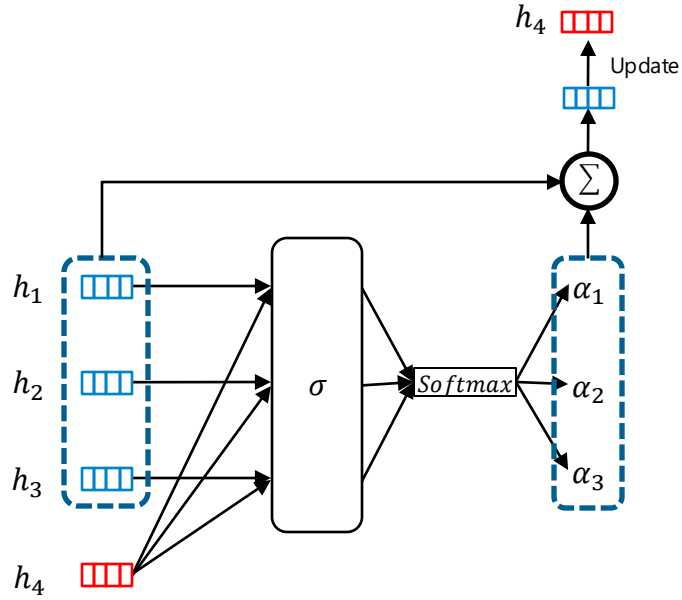 h₄
Update
∑
h₁
α₁
h₂
σ
Softmax
α₂
h₃
α₃
h₄